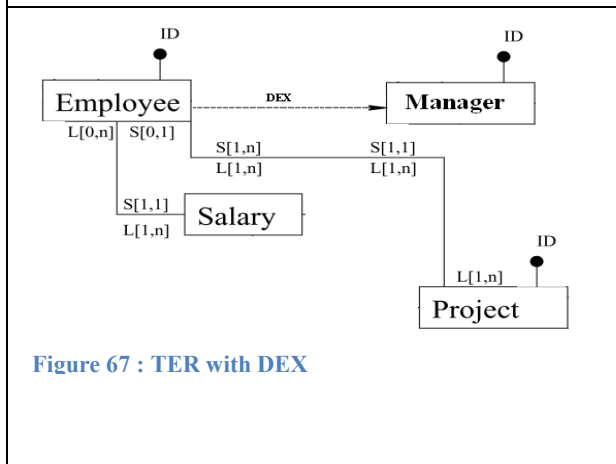 ID
ID
DEX
Employee
Manager
L[0,n] S[0,1]
S[1,n]
S[1,1]
L[1,n]
L[1,n]
S[1,1]
Salary
L[1,n]
ID
L[1,n]
Project
Figure 67 : TER with DEX